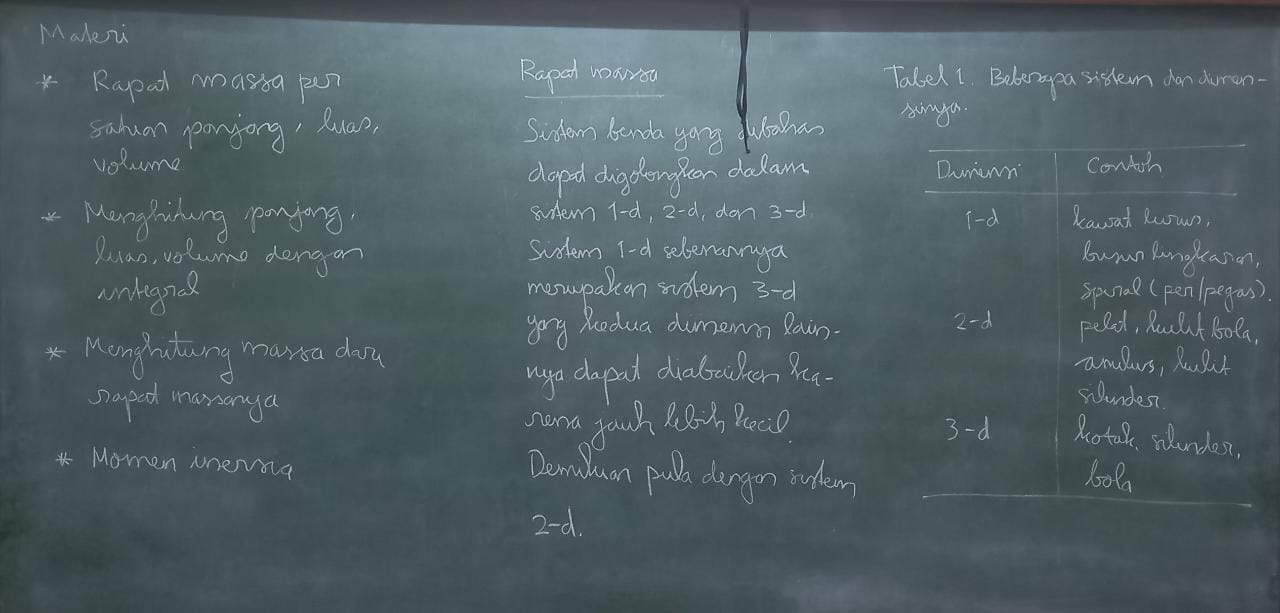 Materi
* Rapat massa per
satuan panjang, luas,
volume
* Menghitung panjang,
luas, volume dengan
integral
* Menghitung massa dari
rapat massanya
* Momen inersia
Rapat massa
Sistem benda yang dibahas
dapat digolongkan dalam
sistem 1-d, 2-d, dan 3-d.
Sistem 1-d sebenarnya
merupakan sistem 3-d
yang kedua dimensi lain-
nya dapat diabaikan ka-
rena jauh lebih kecil.
Demikian pula dengan sistem
2-d.
Tabel 1. Beberapa sistem dan dimen-
sinya.
Dimensi Contoh
1-d kawat lurus,
busur lingkaran,
spiral (per/pegas).
2-d pelat, kulit bola,
anulus, kulit
silinder.
3-d kotak, silinder,
bola